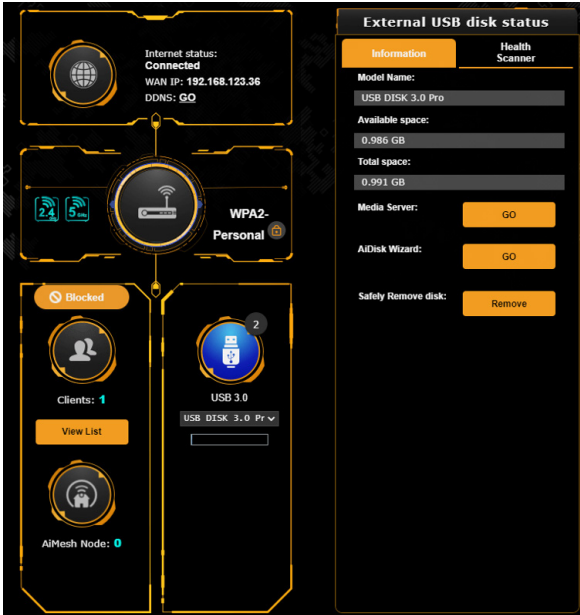 Internet status:
Connected
WAN IP: 192.168.123.36
DDNS: GO
2.4 GHz
5 GHz
WPA2-
Personal
Blocked
Clients: 1
View List
AiMesh Node: 0
2
USB 3.0
USB DISK 3.0 Pr
External USB disk status
Information
Health
Scanner
Model Name:
USB DISK 3.0 Pro
Available space:
0.986 GB
Total space:
0.991 GB
Media Server:
GO
AiDisk Wizard:
GO
Safely Remove disk:
Remove